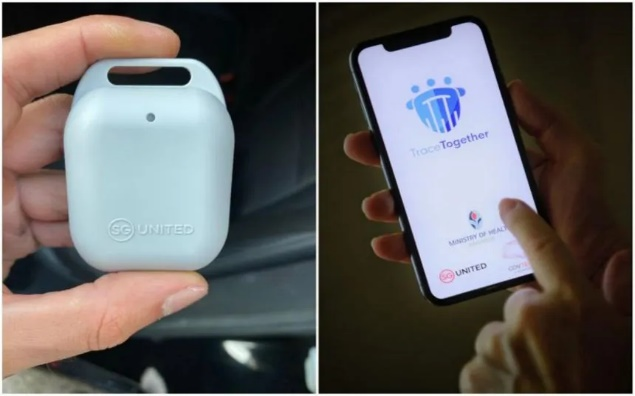 SG UNITED
TraceTogether
MINISTRY OF HEALTH
SG UNITED